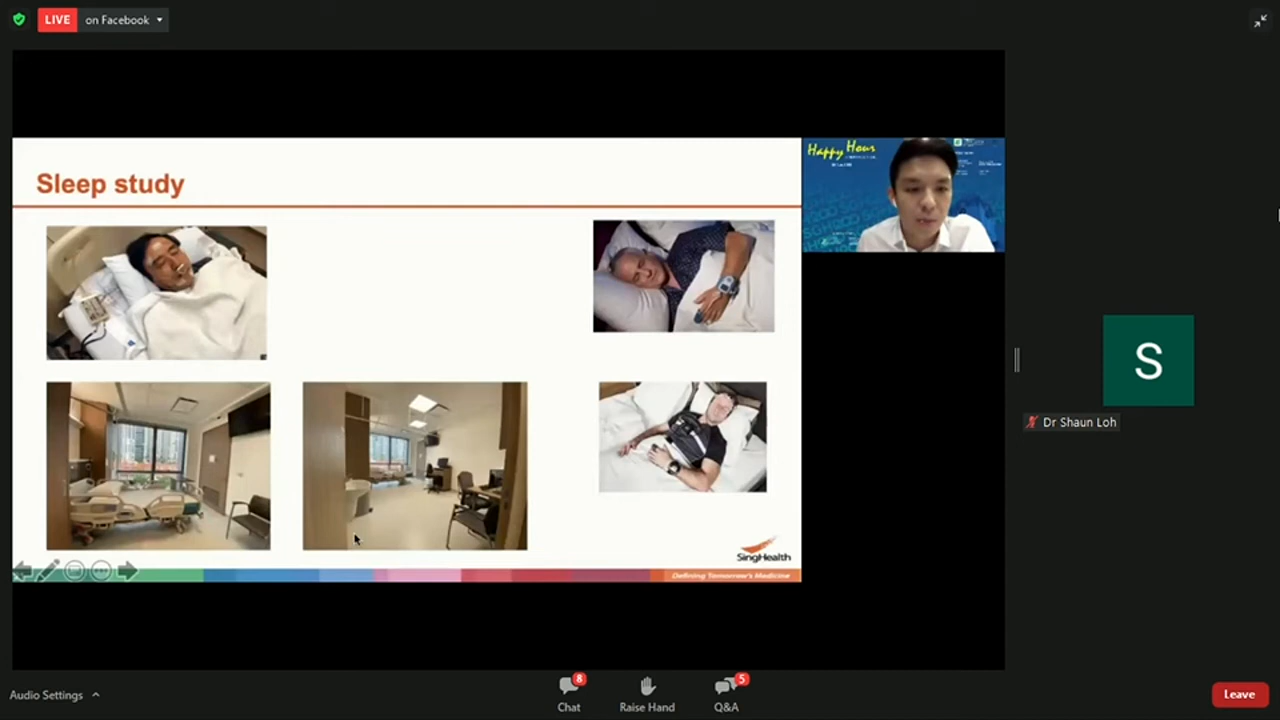 LIVE on Facebook
Sleep study
Happy Hour
SingHealth
Defining Tomorrow's Medicine
S
Dr Shaun Loh
Audio Settings
8
Chat
Raise Hand
5
Q&A
Leave